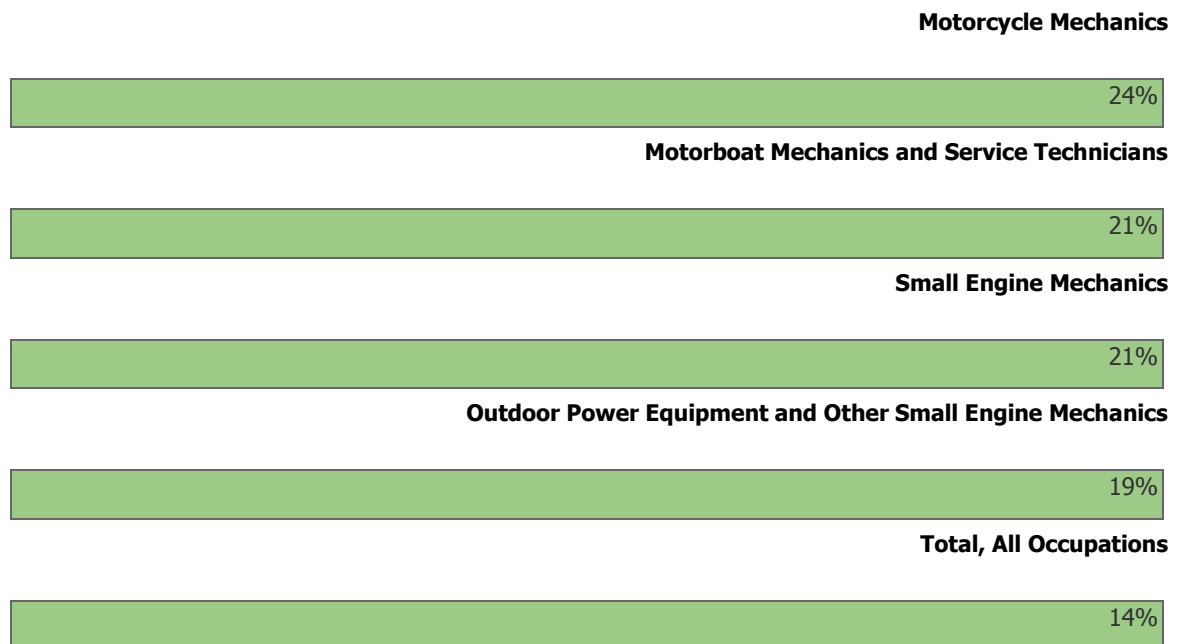 Motorcycle Mechanics
24%
Motorboat Mechanics and Service Technicians
21%
Small Engine Mechanics
21%
Outdoor Power Equipment and Other Small Engine Mechanics
19%
Total, All Occupations
14%